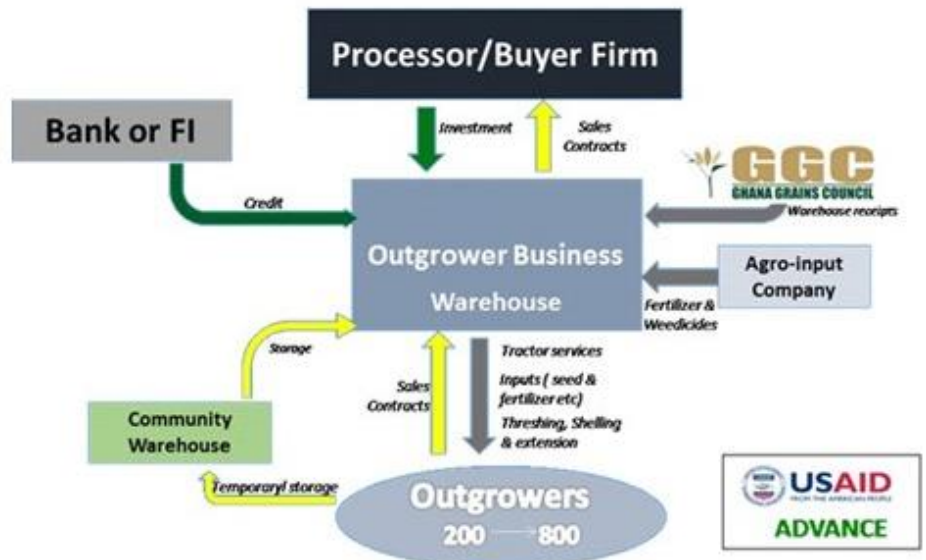 Processor/Buyer Firm
Bank or FI
Investment
Sales
Contracts
GGC
GHANA GRAINS COUNCIL
Warehouse receipts
Credit
Outgrower Business
Warehouse
Agro-input
Company
Fertilizer &
Weedicides
Storage
Sales
Contracts
Tractor services
Inputs ( seed &
fertilizer etc)
Threshing, Shelling
& extension
Community
Warehouse
Temporaryl storage
Outgrowers
200 → 800
USAID
FROM THE AMERICAN PEOPLE
ADVANCE